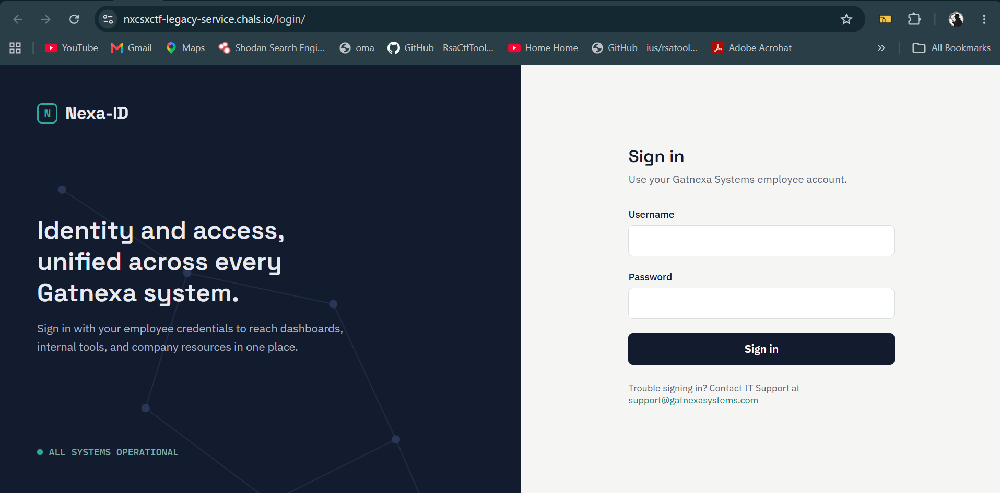 nxcsxctf-legacy-service.chals.io/login/
YouTube
Gmail
Maps
Shodan Search Engi...
oma
GitHub - RsaCtfTool...
Home Home
GitHub - ius/rsatool...
Adobe Acrobat
»
All Bookmarks
N
Nexa-ID
Identity and access,
unified across every
Gatnexa system.
Sign in with your employee credentials to reach dashboards,
internal tools, and company resources in one place.
ALL SYSTEMS OPERATIONAL
Sign in
Use your Gatnexa Systems employee account.
Username
Password
Sign in
Trouble signing in? Contact IT Support at
support@gatnexasystems.com